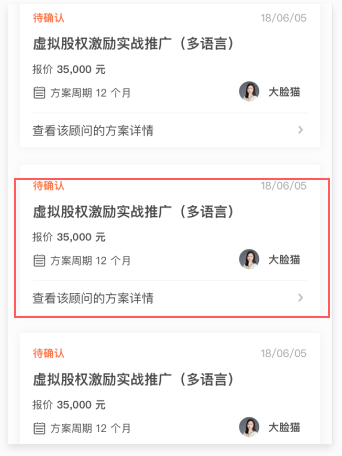 待确认 18/06/05
虚拟股权激励实战推广（多语言）
报价 35,000 元
方案周期 12 个月 大脸猫
查看该顾问的方案详情
待确认 18/06/05
虚拟股权激励实战推广（多语言）
报价 35,000 元
方案周期 12 个月 大脸猫
查看该顾问的方案详情
待确认 18/06/05
虚拟股权激励实战推广（多语言）
报价 35,000 元
方案周期 12 个月 大脸猫